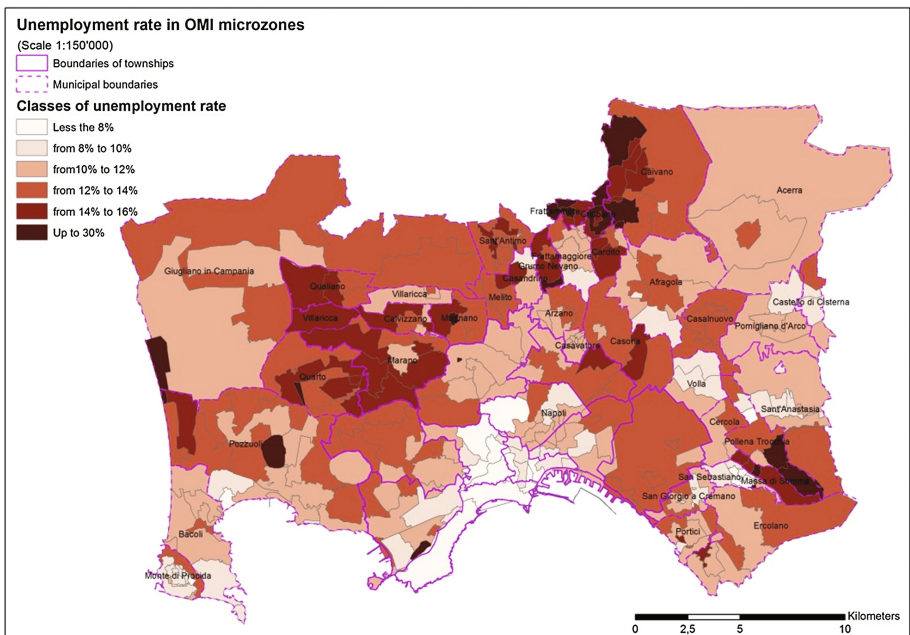 Unemployment rate in OMI microzones
(Scale 1:150'000)
Boundaries of townships
Municipal boundaries
Classes of unemployment rate
Less the 8%
from 8% to 10%
from10% to 12%
from 12% to 14%
from 14% to 16%
Up to 30%
Caivano
Acerra
Sant'Antimo
Frattamaggiore
Cardito
Grumo Nevano
Casandrino
Giugliano in Campania
Qualiano
Villaricca
Melito
Afragola
Castello di Cisterna
Villaricca
Calvizzano
Mugnano
Arzano
Casalnuovo
Pomigliano d'Arco
Casavatore
Casoria
Marano
Quarto
Volla
Napoli
Sant'Anastasia
Cercola
Pozzuoli
Pollena Trocchia
San Sebastiano
Massa di Somma
San Giorgio a Cremano
Bacoli
Portici
Ercolano
Monte di Procida
Kilometers
0 2,5 5 10